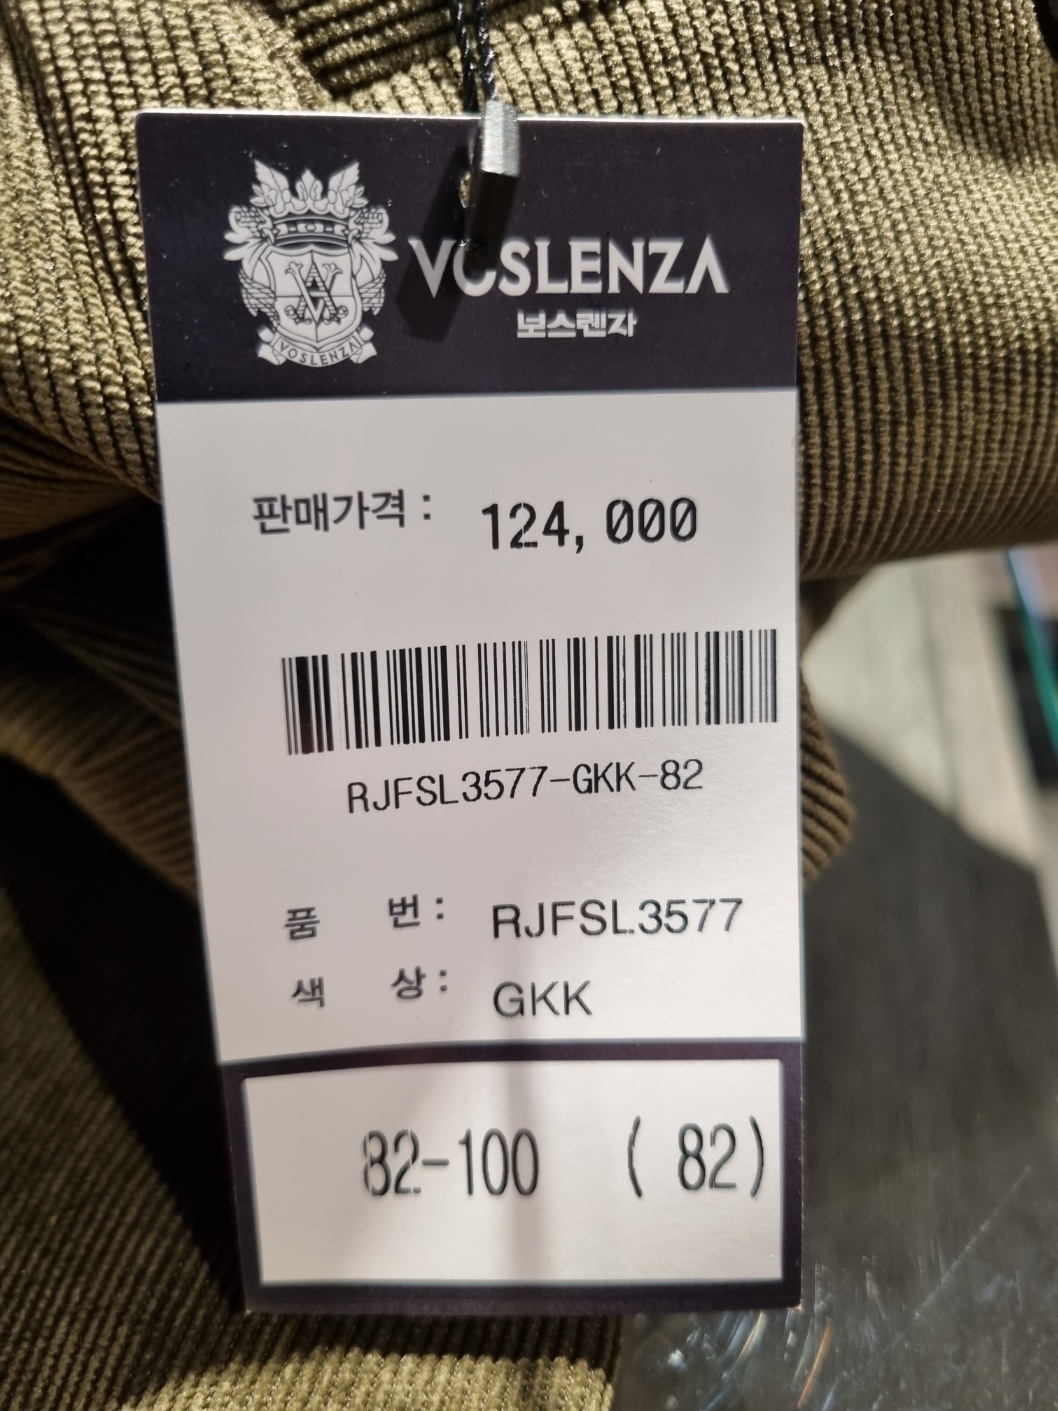 VOSLENZA
보스렌자
VOSLENZA
판매가격 : 124,000
RJFSL3577-GKK-82
품 번 : RJFSL3577
색 상 : GKK
82-100 ( 82)